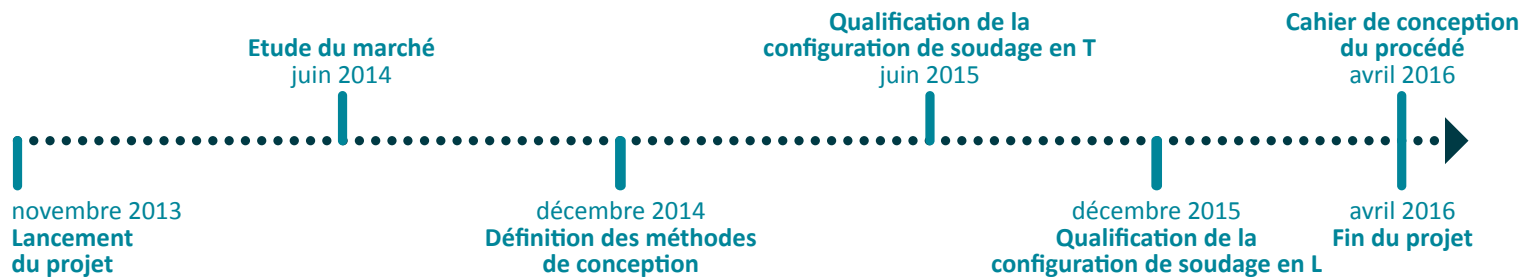 Etude du marché
juin 2014
Qualification de la
configuration de soudage en T
juin 2015
Cahier de conception
du procédé
avril 2016
novembre 2013
Lancement
du projet
décembre 2014
Définition des méthodes
de conception
décembre 2015
Qualification de la
configuration de soudage en L
avril 2016
Fin du projet